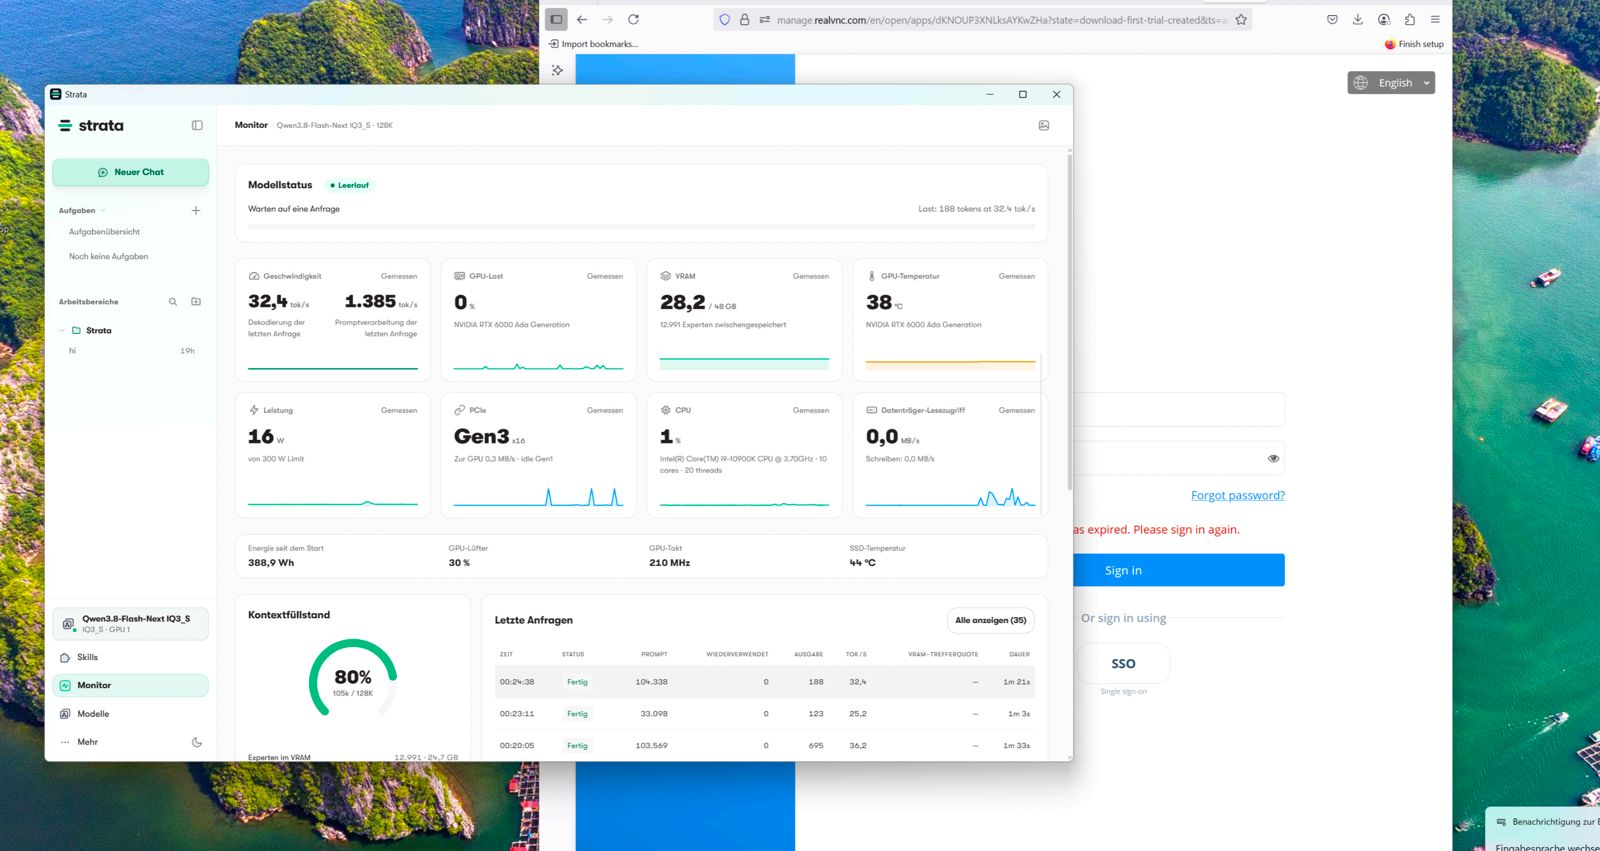 manage.realvnc.com/en/open/apps/dKNOUP3XNLksAYKwZHa?state=download-first-trial-created&ts=
Import bookmarks...
Finish setup
English
Strata
strata
Monitor
Qwen3.8-Flash-Next IQ3_S · 128K
Neuer Chat
Aufgaben
Aufgabenübersicht
Noch keine Aufgaben
Arbeitsbereiche
Strata
hi
19h
Qwen3.8-Flash-Next IQ3_S
IQ3_S · GPU 1
Skills
Monitor
Modelle
Mehr
Modellstatus
Leerlauf
Warten auf eine Anfrage
Last: 188 tokens at 32.4 tok/s
Geschwindigkeit
Gemessen
32,4 tok/s
1.385 tok/s
Dekodierung der
letzten Anfrage
Promptverarbeitung der
letzten Anfrage
GPU-Last
Gemessen
0 %
NVIDIA RTX 6000 Ada Generation
VRAM
Gemessen
28,2 / 48 GB
12.991 Experten zwischengespeichert
GPU-Temperatur
Gemessen
38 °C
NVIDIA RTX 6000 Ada Generation
Leistung
Gemessen
16 W
von 300 W Limit
PCIe
Gemessen
Gen3 x16
Zur GPU 0,3 MB/s · idle Gen1
CPU
Gemessen
1 %
Intel(R) Core(TM) i9-10900K CPU @ 3.70GHz · 10
cores · 20 threads
Datenträger-Lesezugriff
Gemessen
0,0 MB/s
Schreiben: 0,0 MB/s
Energie seit dem Start
388,9 Wh
GPU-Lüfter
30 %
GPU-Takt
210 MHz
SSD-Temperatur
44 °C
Kontextfüllstand
80%
105k / 128K
Experten im VRAM
12.991 · 24,7 GB
Letzte Anfragen
Alle anzeigen (35)
ZEIT STATUS PROMPT WIEDERVERWENDET AUSGABE TOK/S VRAM-TREFFERQUOTE DAUER
00:24:38 Fertig 104.338 0 188 32,4 — 1m 21s
00:23:11 Fertig 33.098 0 123 25,2 — 1m 3s
00:20:05 Fertig 103.569 0 695 36,2 — 1m 33s
Forgot password?
as expired. Please sign in again.
Sign in
Or sign in using
SSO
Single sign-on
Benachrichtigung zur
Eingabesprache wechse